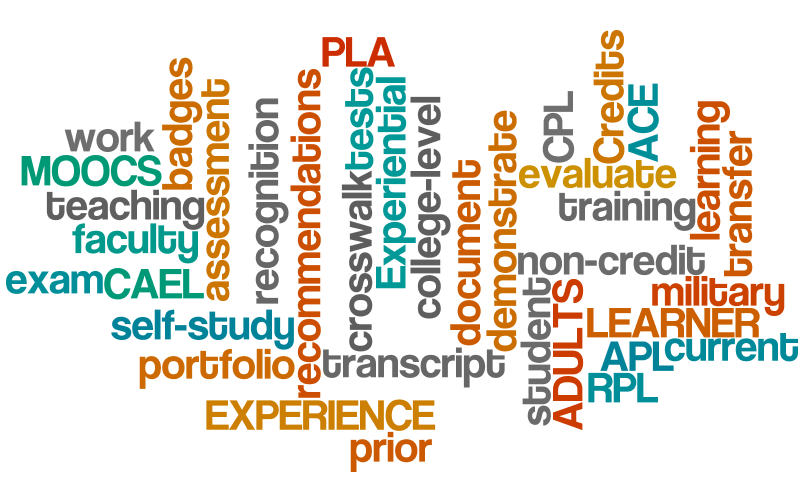 PLA
badges
work
MOOCS
teaching
faculty
exam
CAEL
assessment
self-study
portfolio
recognition
recommendations
EXPERIENCE
prior
transcript
crosswalk
tests
Experiential
college-level
document
demonstrate
CPL
Credits
ACE
evaluate
training
learning
transfer
non-credit
military
LEARNER
current
APL
RPL
student
ADULTS